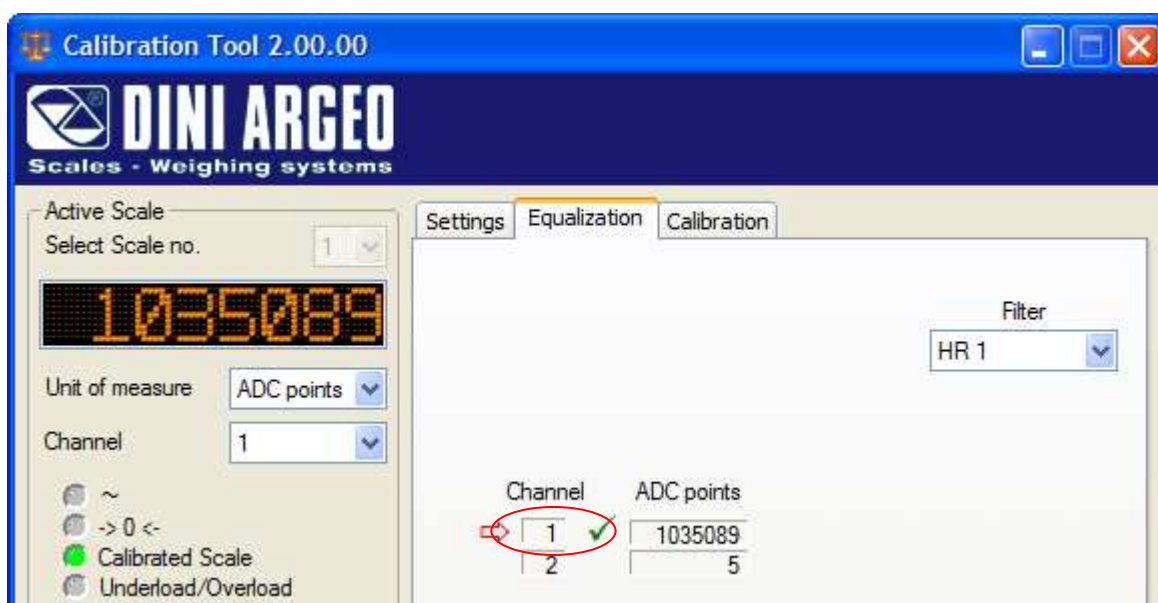 Calibration Tool 2.00.00
DINI ARGEO
Scales - Weighing systems
Active Scale
Select Scale no. 1
1035089
Unit of measure ADC points
Channel 1
~
-> 0 <-
Calibrated Scale
Underload/Overload
Settings Equalization Calibration
Filter
HR 1
Channel ADC points
1 1035089
2 5